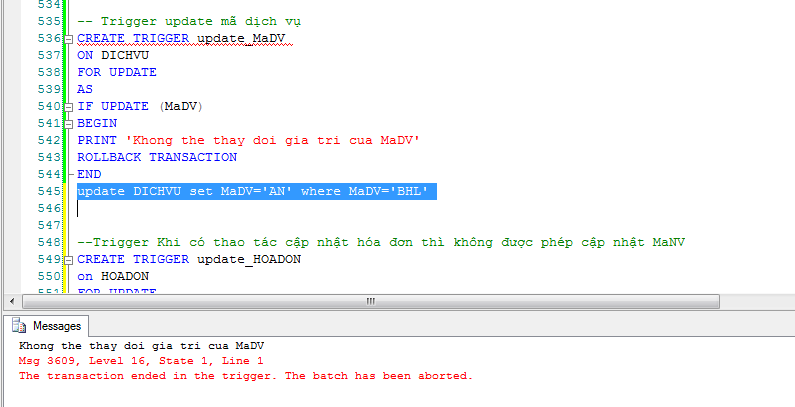 534
535 -- Trigger update mã dịch vụ
536 CREATE TRIGGER update_MaDV
537 ON DICHVU
538 FOR UPDATE
539 AS
540 IF UPDATE (MaDV)
541 BEGIN
542 PRINT 'Khong the thay doi gia tri cua MaDV'
543 ROLLBACK TRANSACTION
544 END
545 update DICHVU set MaDV='AN' where MaDV='BHL'
546
547
548 --Trigger Khi có thao tác cập nhật hóa đơn thì không được phép cập nhật MaNV
549 CREATE TRIGGER update_HOADON
550 on HOADON
551 FOR UPDATE
Messages
Khong the thay doi gia tri cua MaDV
Msg 3609, Level 16, State 1, Line 1
The transaction ended in the trigger. The batch has been aborted.